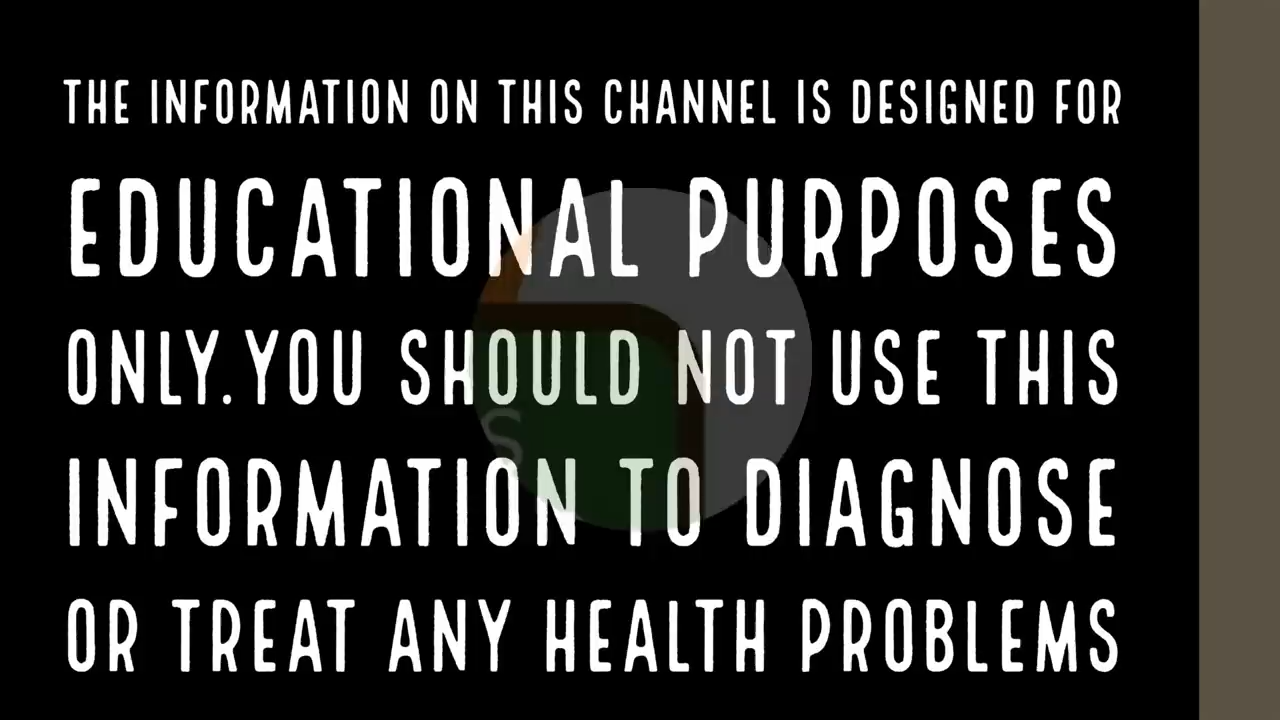 THE INFORMATION ON THIS CHANNEL IS DESIGNED FOR
EDUCATIONAL PURPOSES
ONLY.YOU SHOULD NOT USE THIS
INFORMATION TO DIAGNOSE
OR TREAT ANY HEALTH PROBLEMS
S